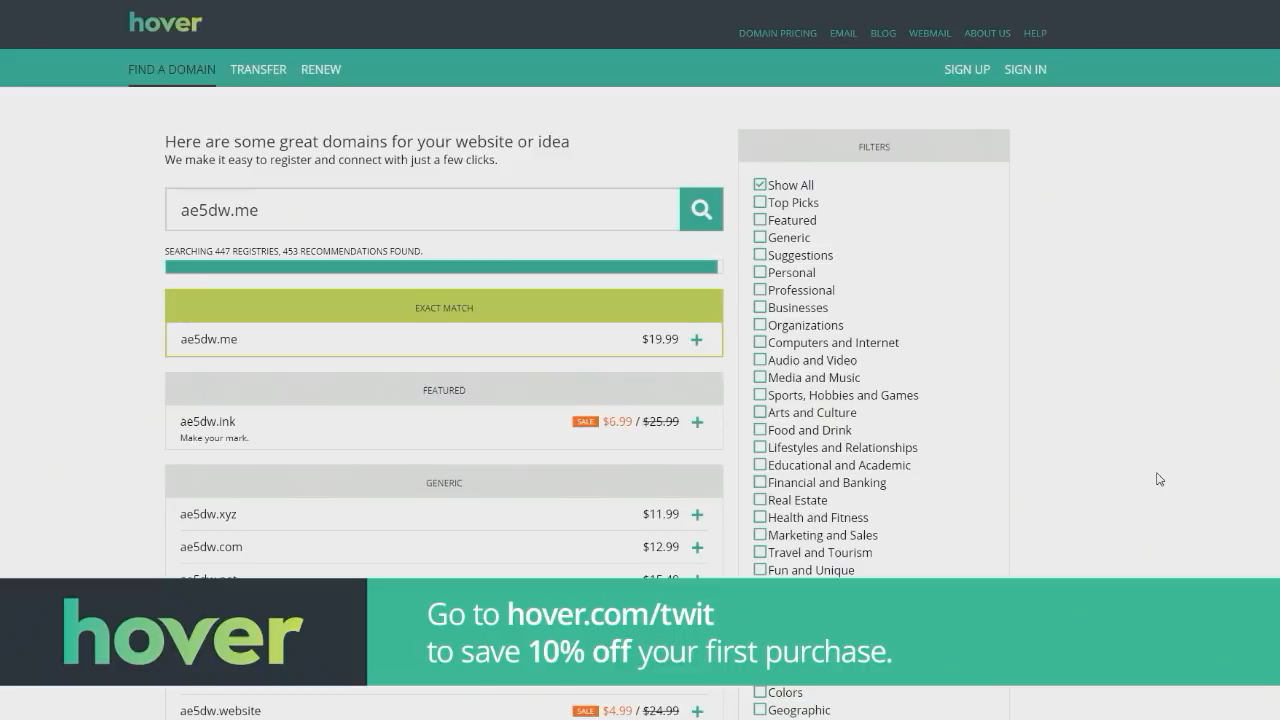 hover
DOMAIN PRICING EMAIL BLOG WEBMAIL ABOUT US HELP
FIND A DOMAIN TRANSFER RENEW SIGN UP SIGN IN
Here are some great domains for your website or idea
We make it easy to register and connect with just a few clicks.
ae5dw.me
SEARCHING 447 REGISTRIES, 453 RECOMMENDATIONS FOUND.
EXACT MATCH
ae5dw.me $19.99 +
FEATURED
ae5dw.ink SALE $6.99 / $25.99 +
Make your mark.
GENERIC
ae5dw.xyz $11.99 +
ae5dw.com $12.99 +
FILTERS
Show All
Top Picks
Featured
Generic
Suggestions
Personal
Professional
Businesses
Organizations
Computers and Internet
Audio and Video
Media and Music
Sports, Hobbies and Games
Arts and Culture
Food and Drink
Lifestyles and Relationships
Educational and Academic
Financial and Banking
Real Estate
Health and Fitness
Marketing and Sales
Travel and Tourism
Fun and Unique
hover
Go to hover.com/twit
to save 10% off your first purchase.
ae5dw.website SALE $4.99 / $24.99 +
Colors
Geographic